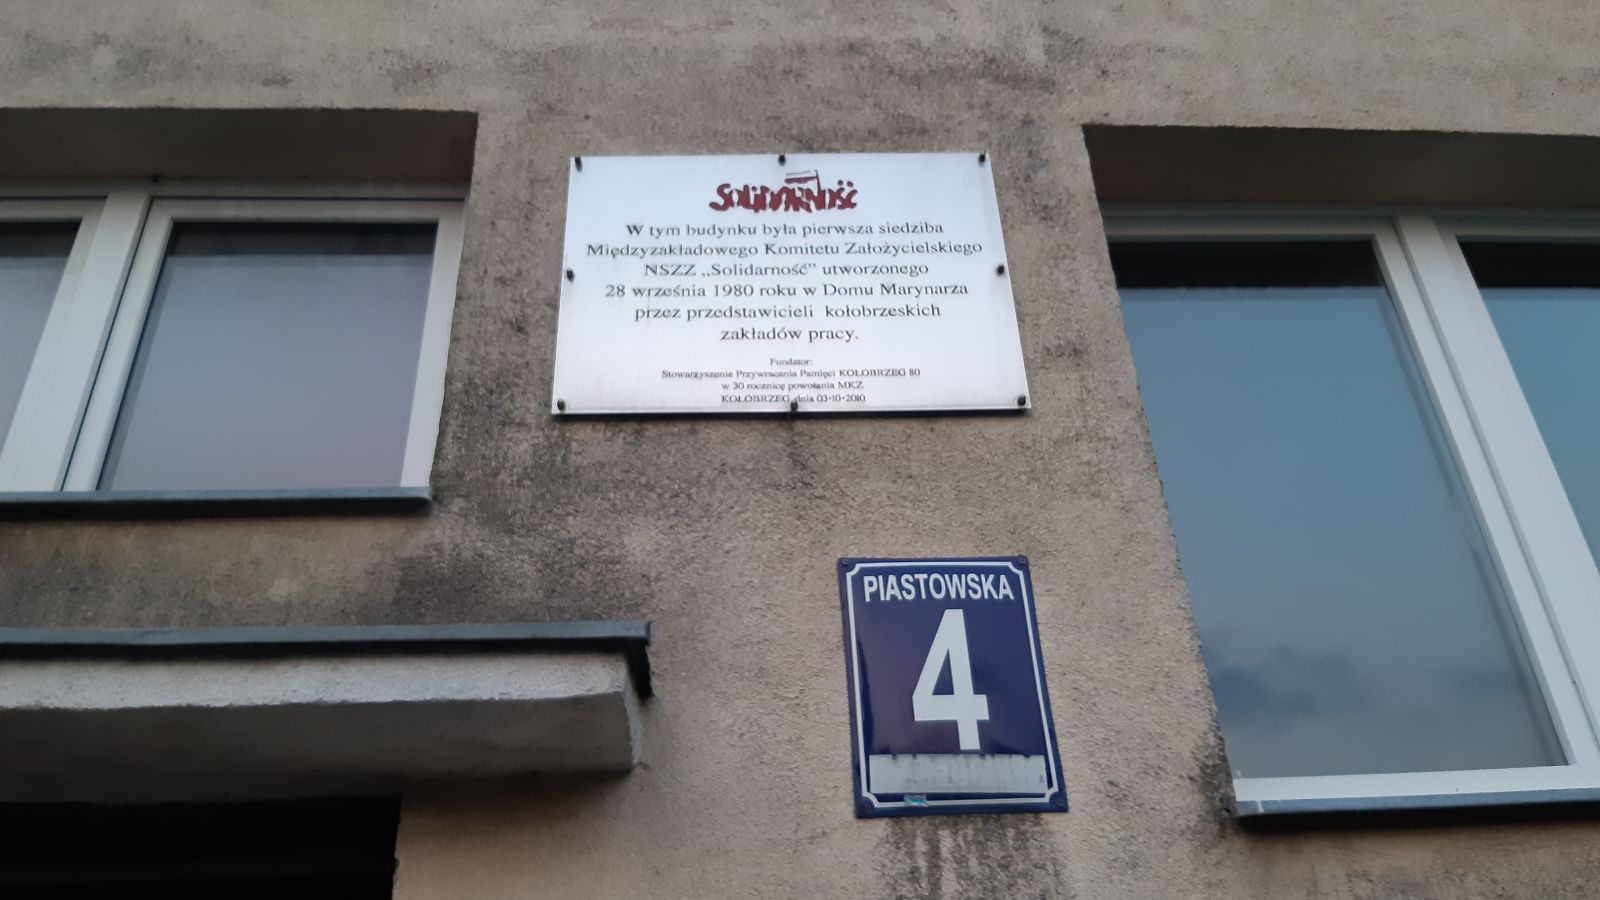 SOLIDARNOŚĆ
W tym budynku była pierwsza siedziba
Międzyzakładowego Komitetu Założycielskiego
NSZZ „Solidarność” utworzonego
28 września 1980 roku w Domu Marynarza
przez przedstawicieli kołobrzeskich
zakładów pracy.
Fundator:
Stowarzyszenie Przywracania Pamięci KOŁOBRZEG 80
w 30 rocznicę powołania MKZ
KOŁOBRZEG dnia 03·10·2010
PIASTOWSKA
4